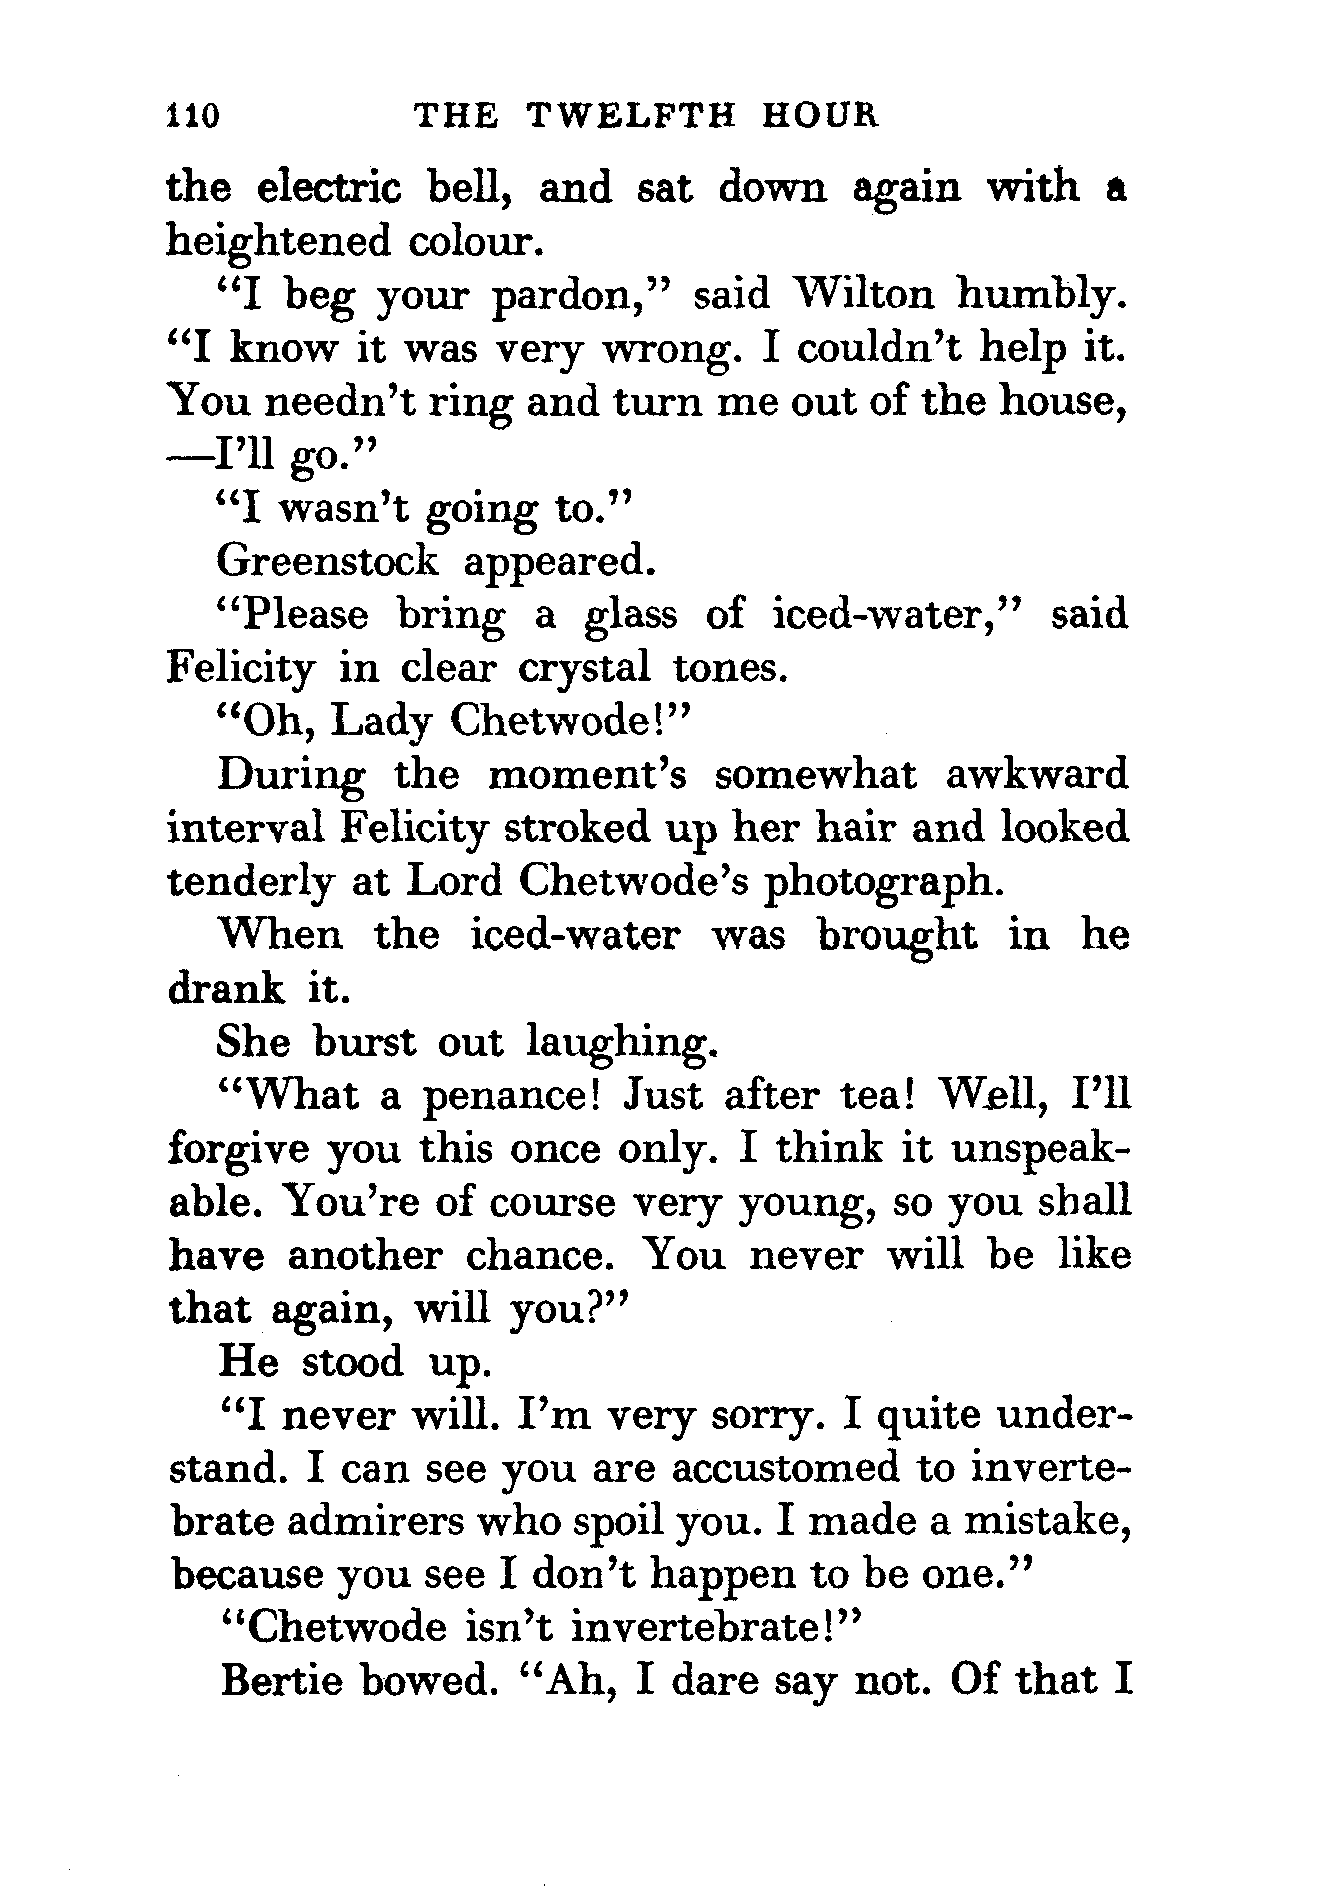 110 THE TWELFTH HOUR
the electric bell, and sat down again with a
heightened colour.
“I beg your pardon,” said Wilton humbly.
“I know it was very wrong. I couldn’t help it.
You needn’t ring and turn me out of the house,
—I’ll go.”
“I wasn’t going to.”
Greenstock appeared.
“Please bring a glass of iced-water,” said
Felicity in clear crystal tones.
“Oh, Lady Chetwode!”
During the moment’s somewhat awkward
interval Felicity stroked up her hair and looked
tenderly at Lord Chetwode’s photograph.
When the iced-water was brought in he
drank it.
She burst out laughing.
“What a penance! Just after tea! Well, I’ll
forgive you this once only. I think it unspeak-
able. You’re of course very young, so you shall
have another chance. You never will be like
that again, will you?”
He stood up.
“I never will. I’m very sorry. I quite under-
stand. I can see you are accustomed to inverte-
brate admirers who spoil you. I made a mistake,
because you see I don’t happen to be one.”
“Chetwode isn’t invertebrate!”
Bertie bowed. “Ah, I dare say not. Of that I